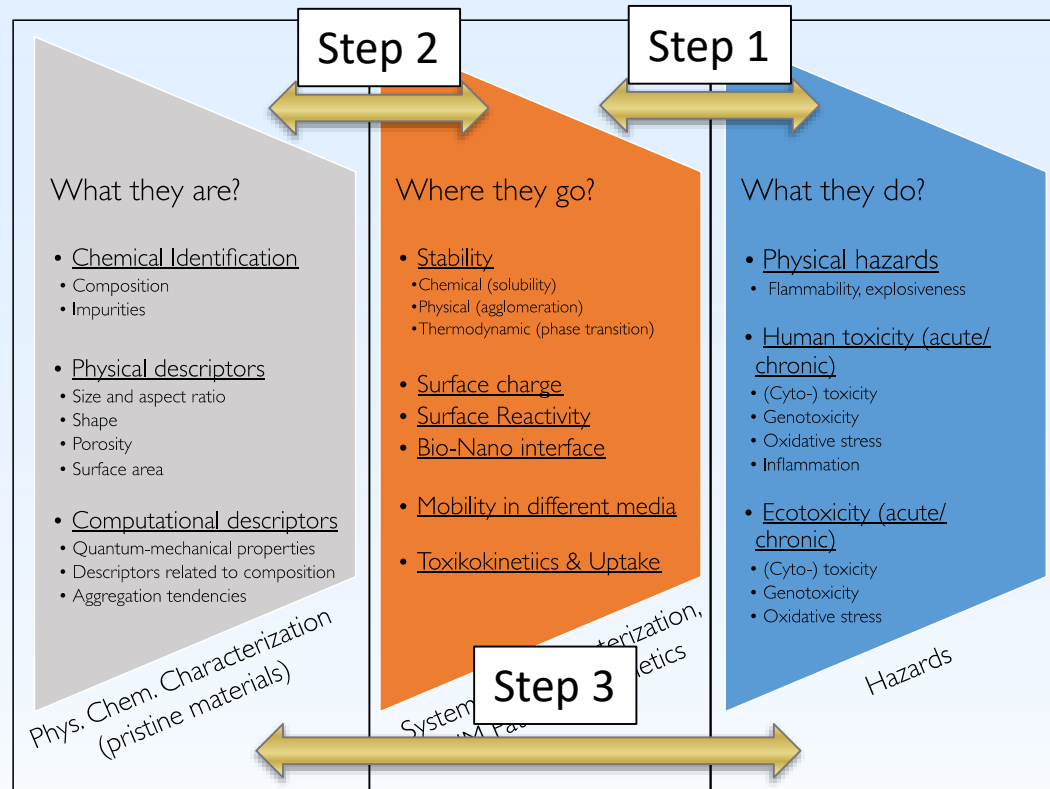 Step 2
Step 1
What they are?
• Chemical Identification
• Composition
• Impurities
• Physical descriptors
• Size and aspect ratio
• Shape
• Porosity
• Surface area
• Computational descriptors
• Quantum-mechanical properties
• Descriptors related to composition
• Aggregation tendencies
Phys. Chem. Characterization
(pristine materials)
Where they go?
• Stability
•Chemical (solubility)
•Physical (agglomeration)
•Thermodynamic (phase transition)
• Surface charge
• Surface Reactivity
• Bio-Nano interface
• Mobility in different media
• Toxikokinetiics & Uptake
What they do?
• Physical hazards
• Flammability, explosiveness
• Human toxicity (acute/
chronic)
• (Cyto-) toxicity
• Genotoxicity
• Oxidative stress
• Inflammation
• Ecotoxicity (acute/
chronic)
• (Cyto-) toxicity
• Genotoxicity
• Oxidative stress
Hazards
Step 3